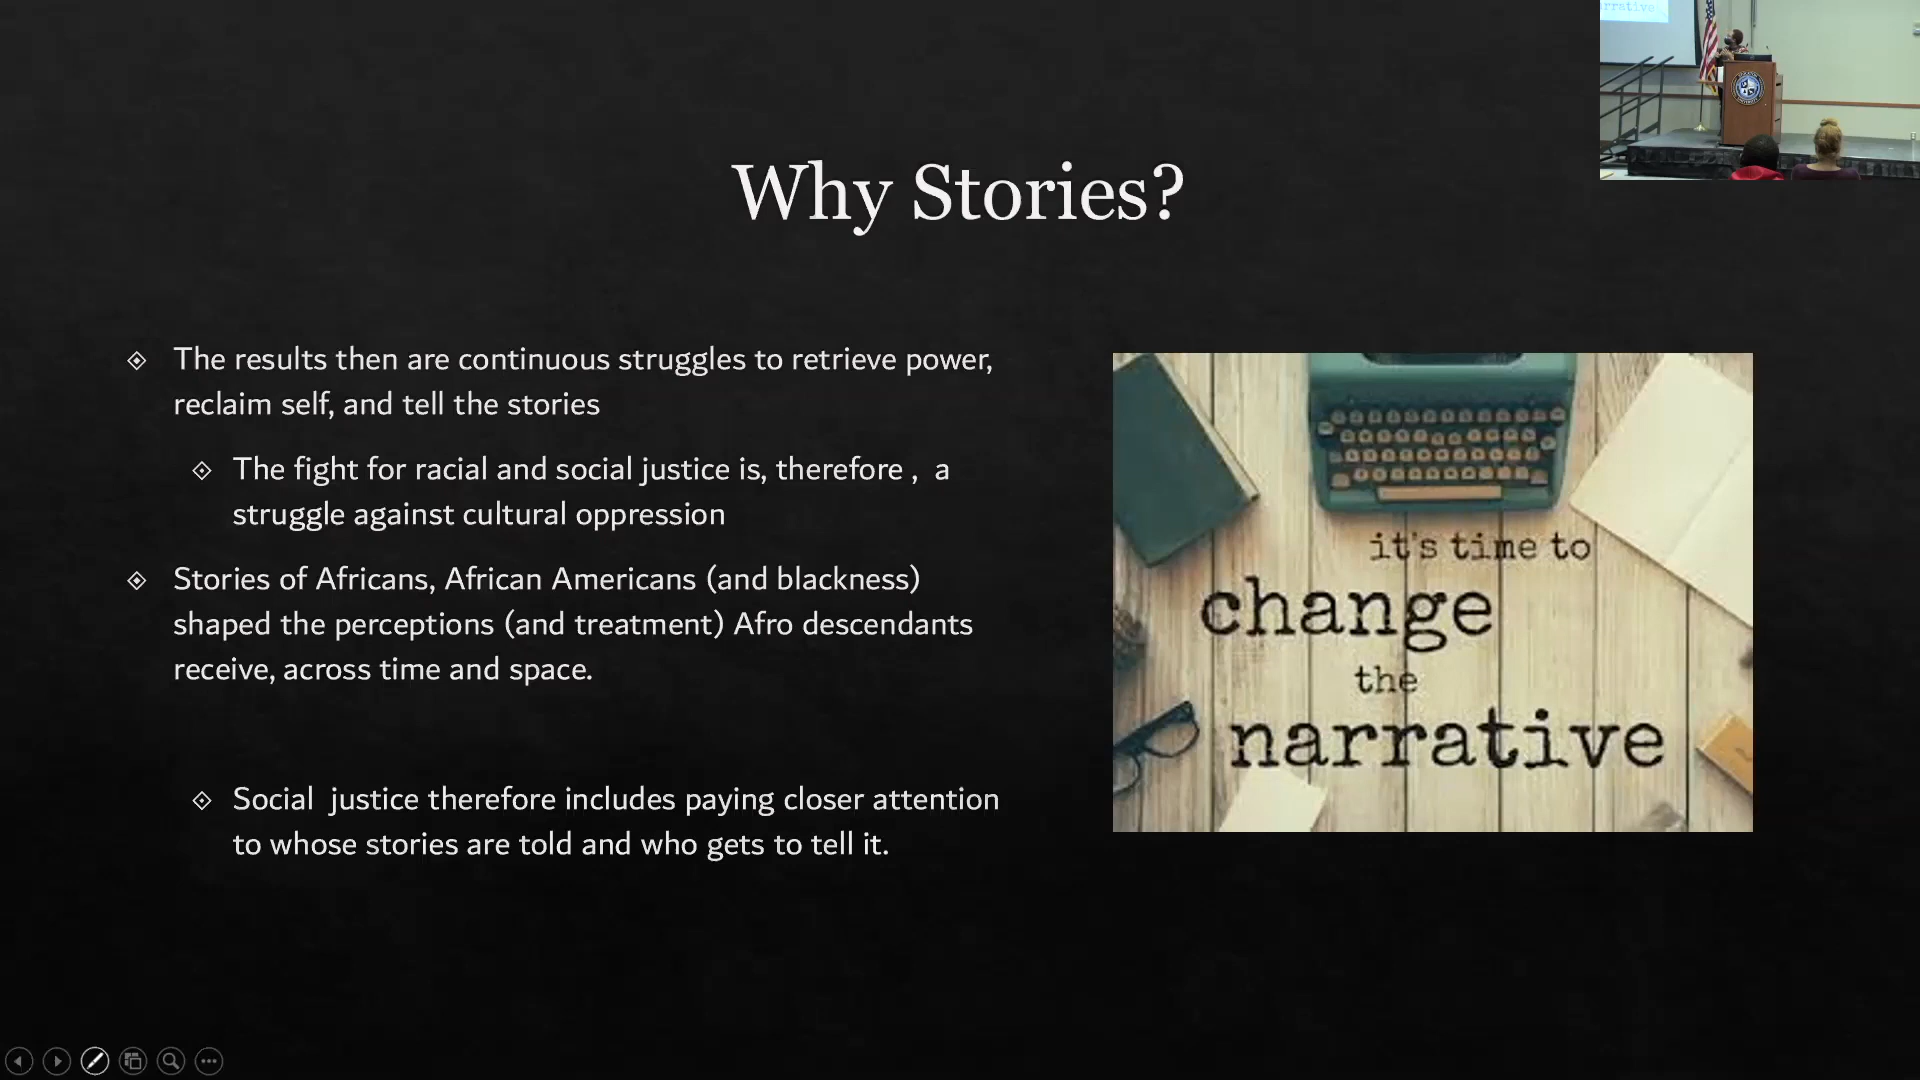 rrative
Why Stories?
The results then are continuous struggles to retrieve power,
reclaim self, and tell the stories
The fight for racial and social justice is, therefore ,  a
struggle against cultural oppression
Stories of Africans, African Americans (and blackness)
shaped the perceptions (and treatment) Afro descendants
receive, across time and space.
Social  justice therefore includes paying closer attention
to whose stories are told and who gets to tell it.
it's time to
change
the
narrative